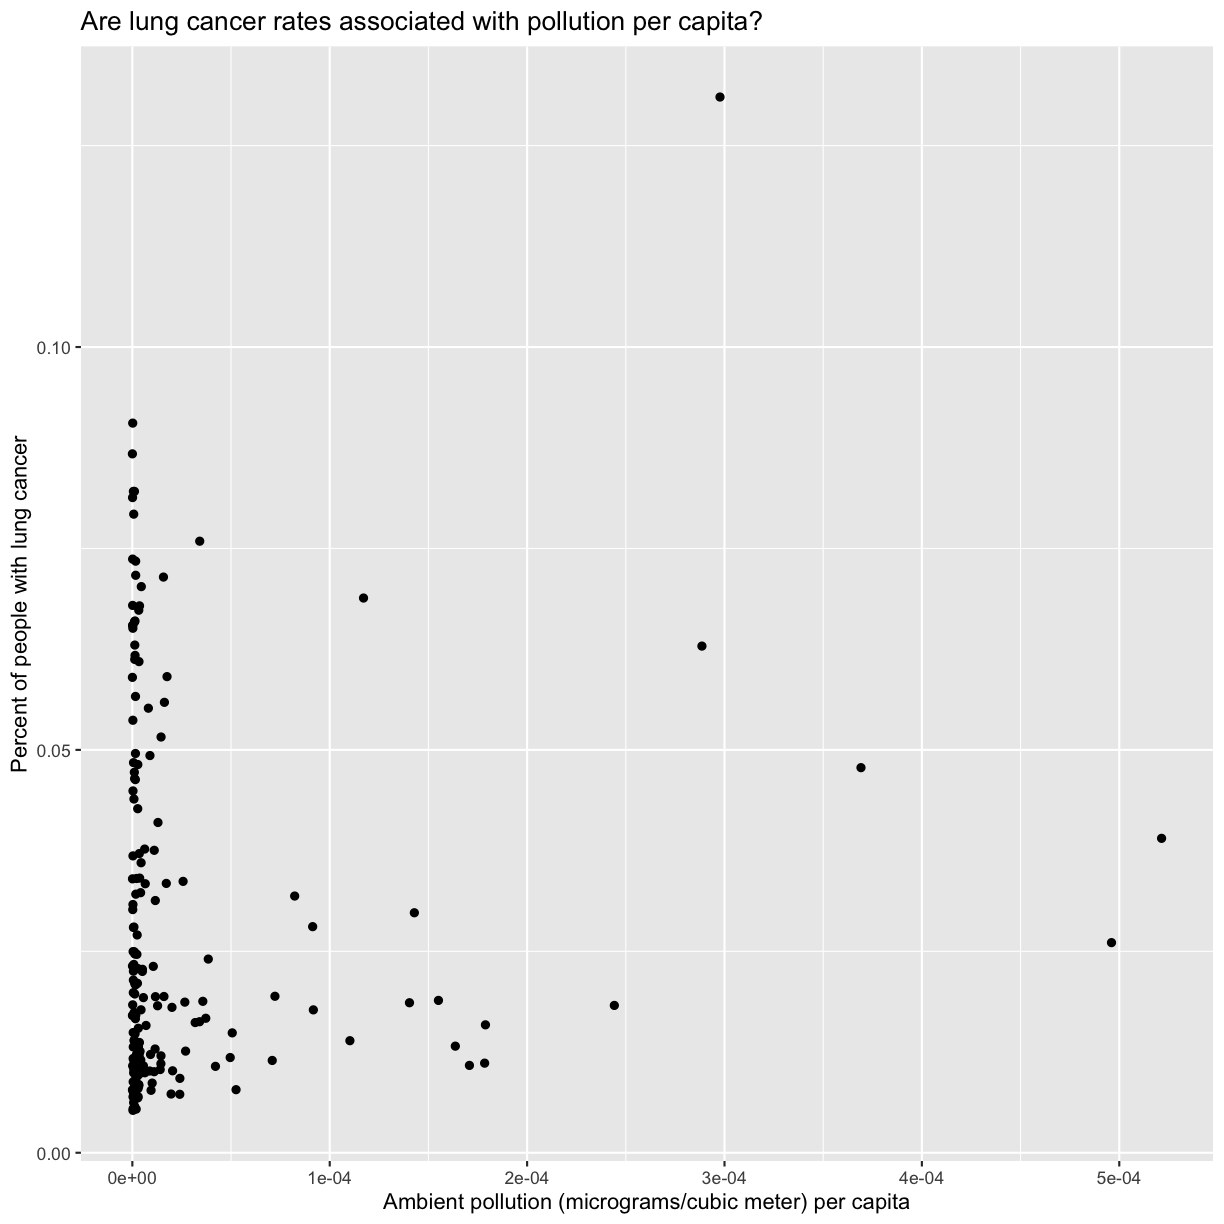 Are lung cancer rates associated with pollution per capita?
Percent of people with lung cancer
0.10
0.05
0.00
0e+00
1e-04
2e-04
3e-04
4e-04
5e-04
Ambient pollution (micrograms/cubic meter) per capita